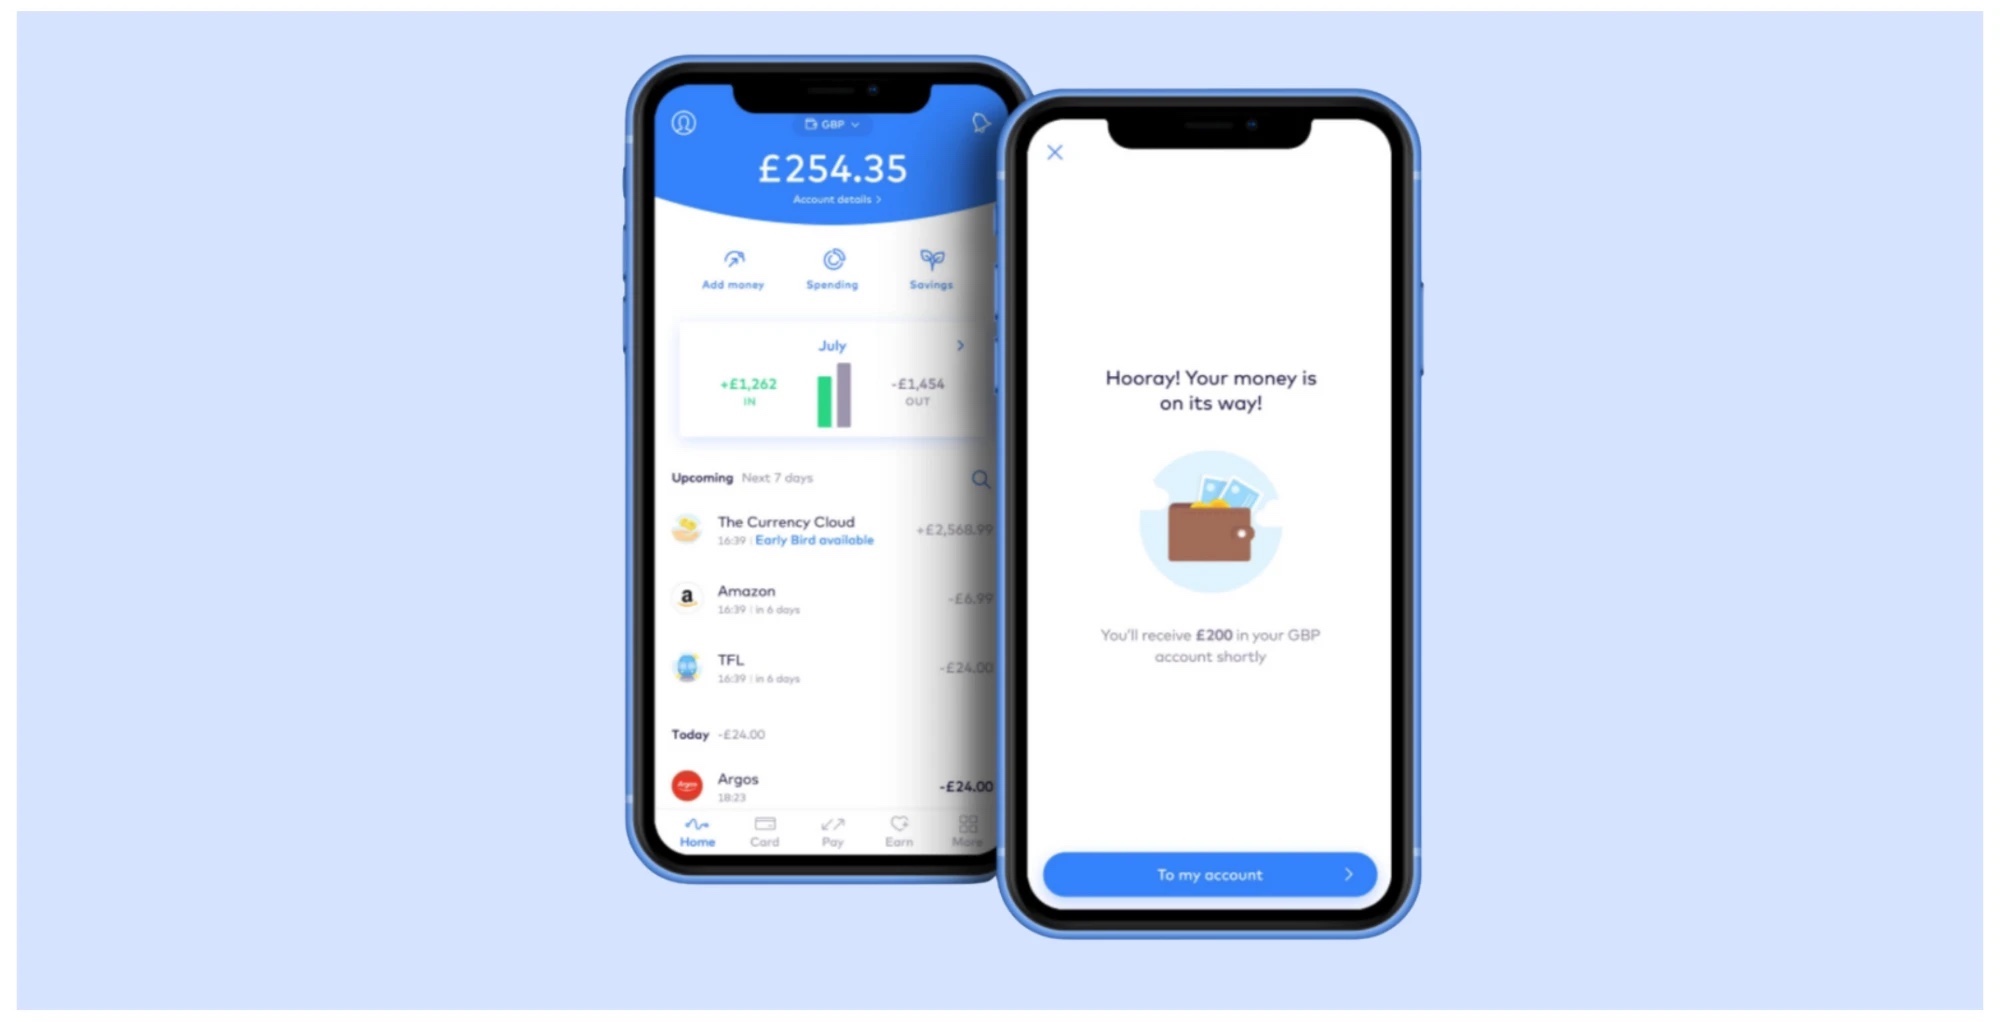 GBP
£254.35
Account details >
Add money
Spending
Savings
July
+£1,262
IN
-£1,454
OUT
Upcoming Next 7 days
The Currency Cloud
16:39 | Early Bird available
+£2,568.99
a
Amazon
16:39 | in 6 days
-£6.99
TFL
16:39 | in 6 days
-£24.00
Today -£24.00
Argos
Argos
18:23
-£24.00
Home
Card
Pay
Earn
More
Hooray! Your money is
on its way!
You'll receive £200 in your GBP
account shortly
To my account